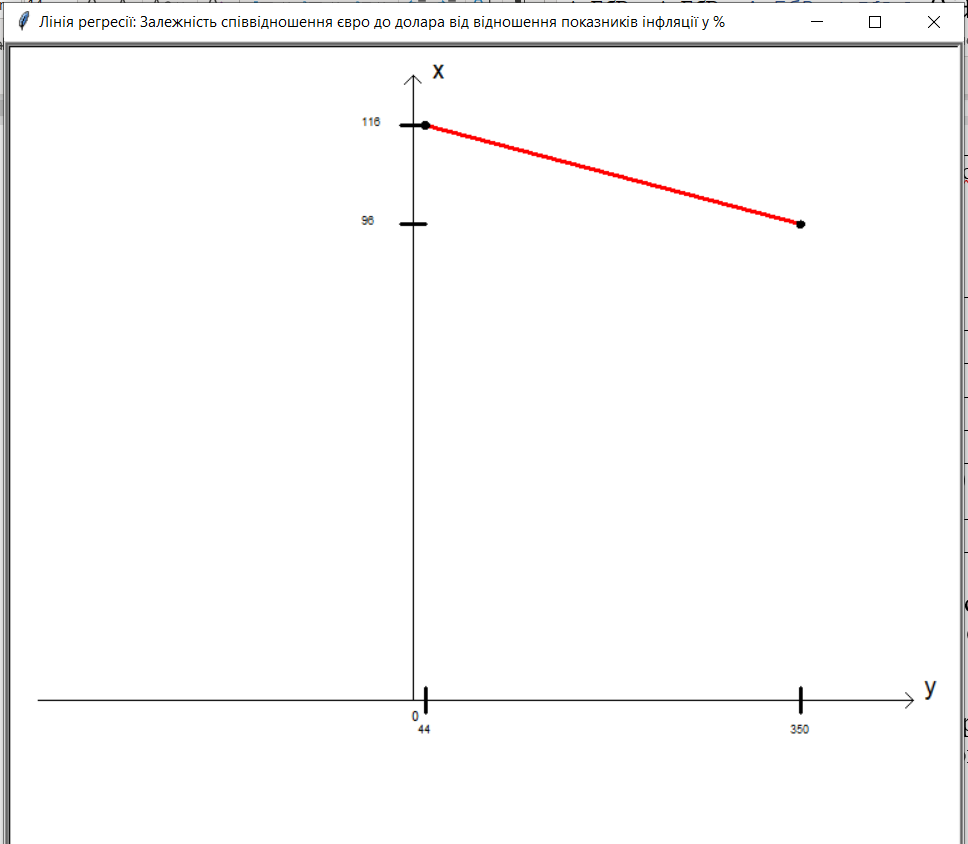 Лінія регресії: Залежність співвідношення євро до долара від відношення показників інфляції у %
x
116
96
y
0
44
350